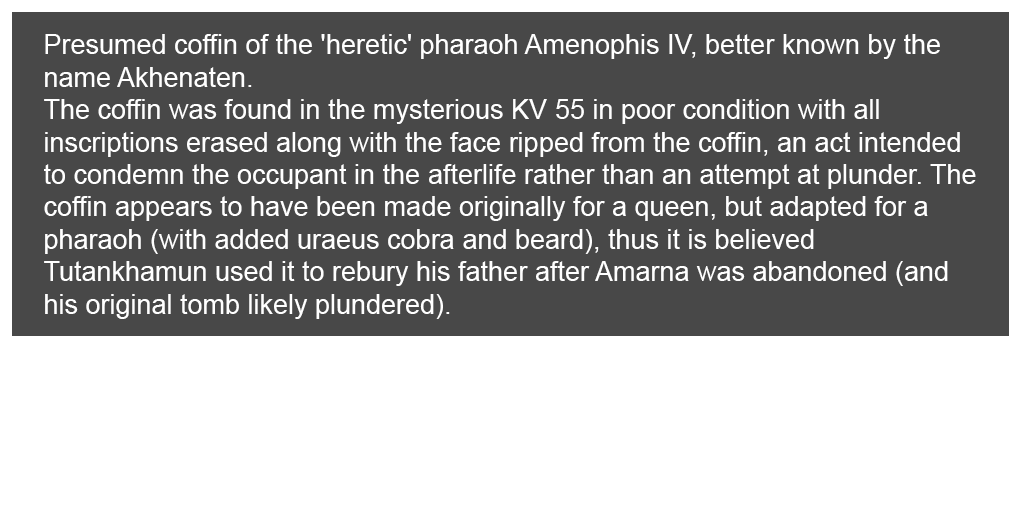 Presumed coffin of the 'heretic' pharaoh Amenophis IV, better known by the
name Akhenaten.
The coffin was found in the mysterious KV 55 in poor condition with all
inscriptions erased along with the face ripped from the coffin, an act intended
to condemn the occupant in the afterlife rather than an attempt at plunder. The
coffin appears to have been made originally for a queen, but adapted for a
pharaoh (with added uraeus cobra and beard), thus it is believed
Tutankhamun used it to rebury his father after Amarna was abandoned (and
his original tomb likely plundered).